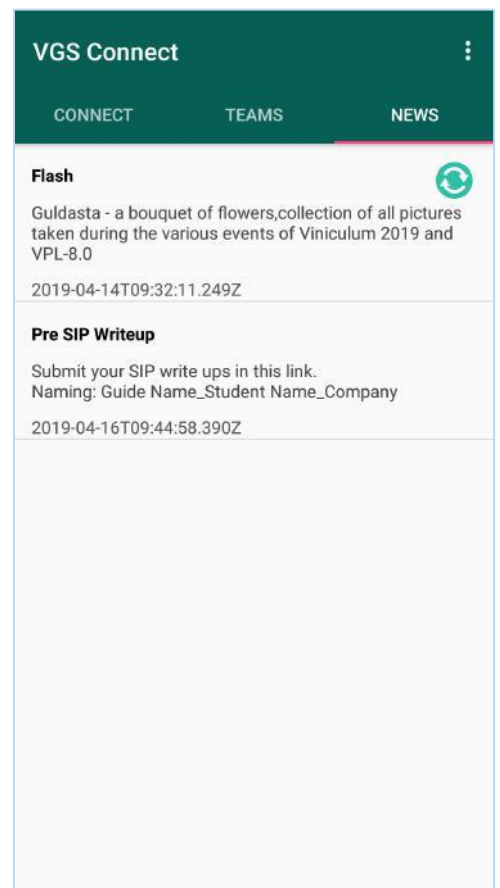 VGS Connect
CONNECT TEAMS NEWS
Flash
Guldasta - a bouquet of flowers,collection of all pictures
taken during the various events of Viniculum 2019 and
VPL-8.0
2019-04-14T09:32:11.249Z
Pre SIP Writeup
Submit your SIP write ups in this link.
Naming: Guide Name_Student Name_Company
2019-04-16T09:44:58.390Z